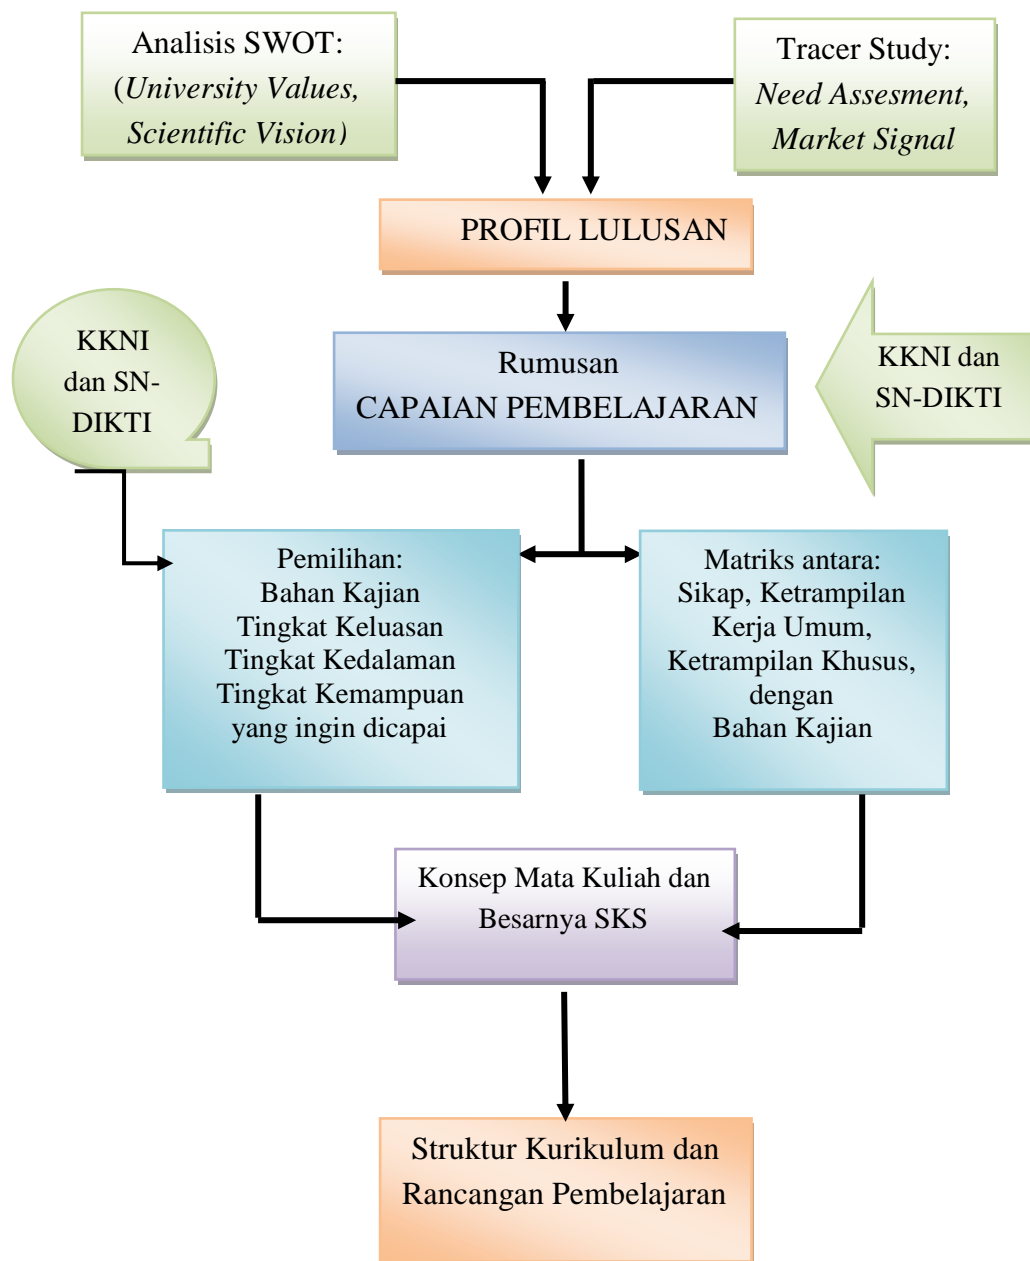 Analisis SWOT:
(University Values,
Scientific Vision)
Tracer Study:
Need Assesment,
Market Signal
PROFIL LULUSAN
KKNI
dan SN-
DIKTI
Rumusan
CAPAIAN PEMBELAJARAN
KKNI dan
SN-DIKTI
Pemilihan:
Bahan Kajian
Tingkat Keluasan
Tingkat Kedalaman
Tingkat Kemampuan
yang ingin dicapai
Matriks antara:
Sikap, Ketrampilan
Kerja Umum,
Ketrampilan Khusus,
dengan
Bahan Kajian
Konsep Mata Kuliah dan
Besarnya SKS
Struktur Kurikulum dan
Rancangan Pembelajaran